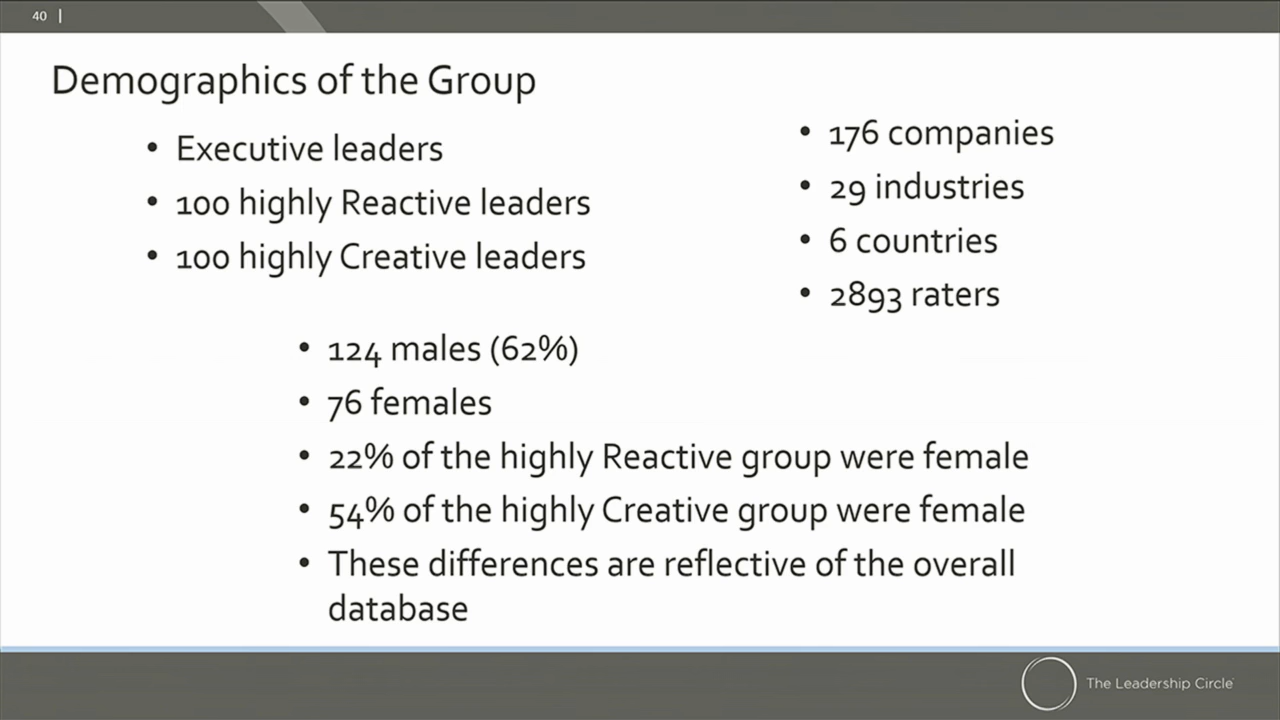 40 |
Demographics of the Group
• Executive leaders
• 100 highly Reactive leaders
• 100 highly Creative leaders
• 176 companies
• 29 industries
• 6 countries
• 2893 raters
• 124 males (62%)
• 76 females
• 22% of the highly Reactive group were female
• 54% of the highly Creative group were female
• These differences are reflective of the overall
database
The Leadership Circle